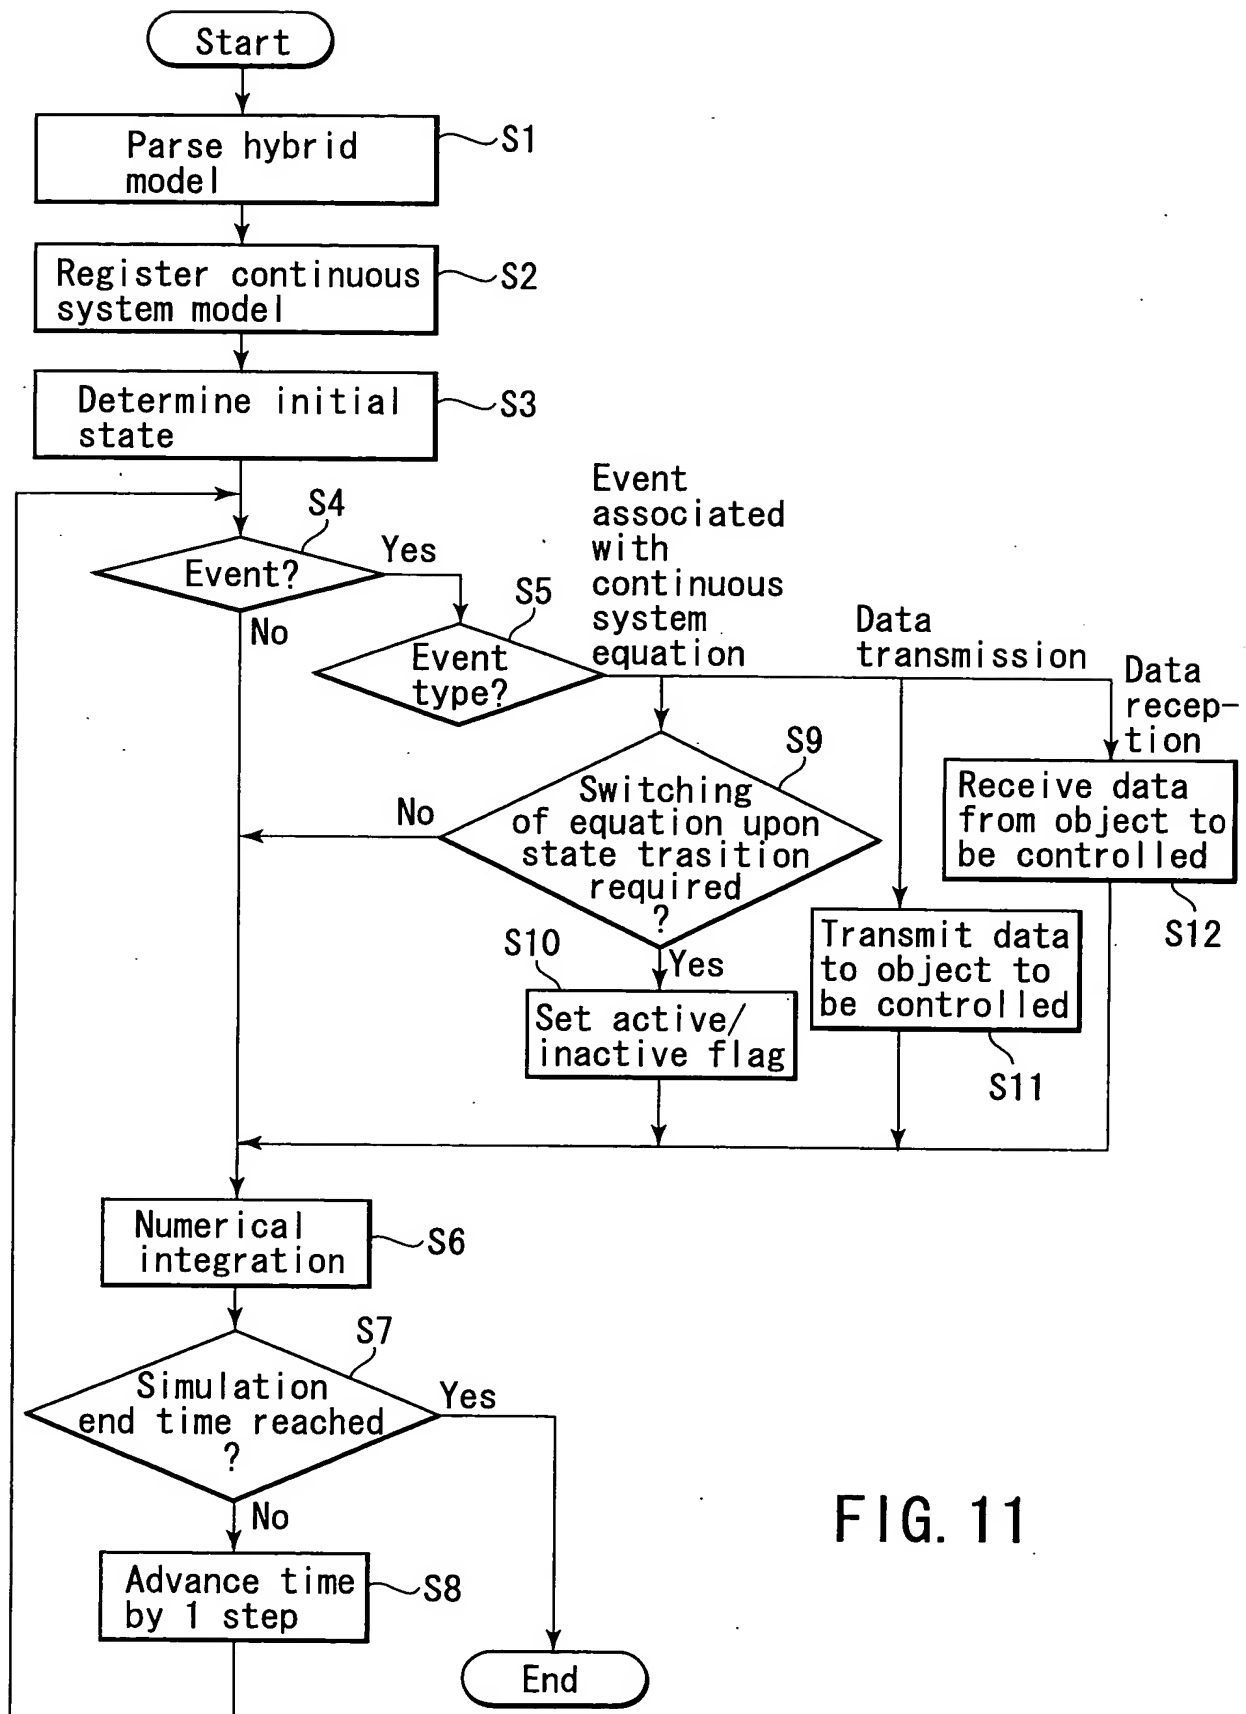 Start
Parse hybrid
model
S1
Register continuous
system model
S2
Determine initial
state
S3
S4
Event?
Yes
No
S5
Event
type?
Event
associated
with
continuous
system
equation
Data
transmission
Data
recep-
tion
S9
Switching
of equation upon
state trasition
required
?
No
Yes
S10
Set active/
inactive flag
Transmit data
to object to
be controlled
S11
Receive data
from object to
be controlled
S12
Numerical
integration
S6
S7
Simulation
end time reached
?
Yes
No
Advance time
by 1 step
S8
End
FIG. 11